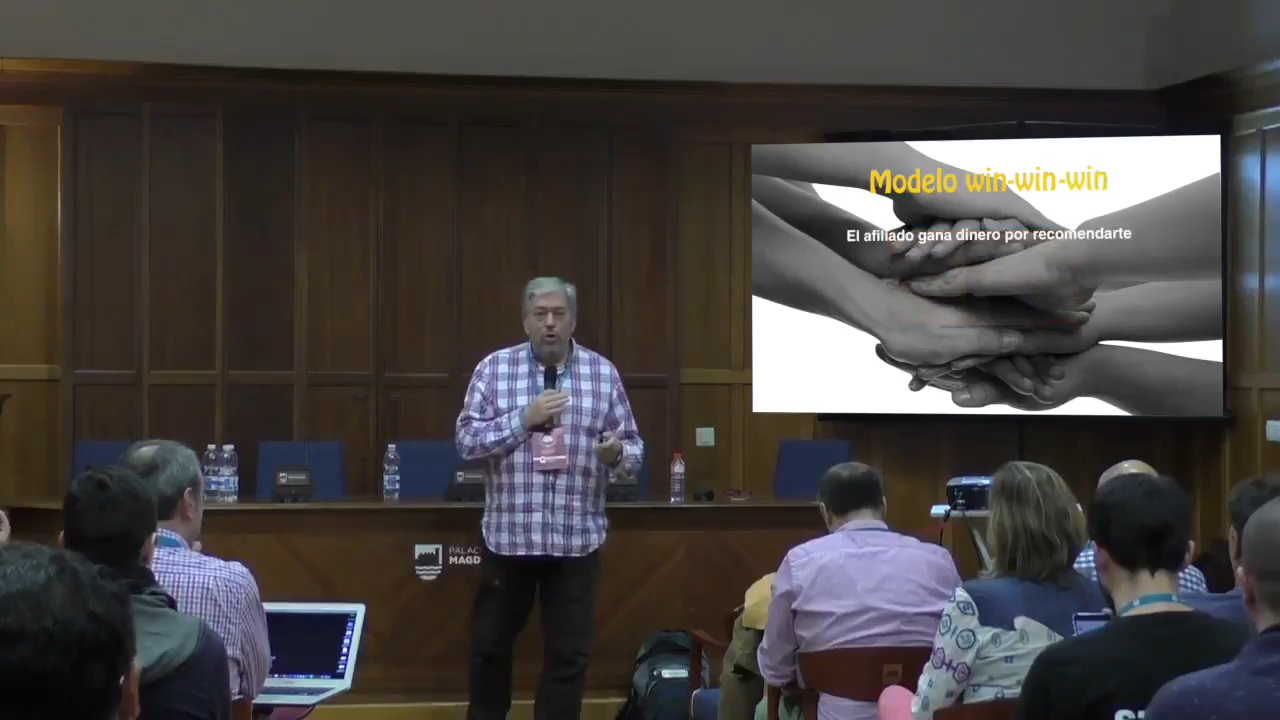 Modelo win-win-win
El afiliado gana dinero por recomendarte
PALAC
MAGD